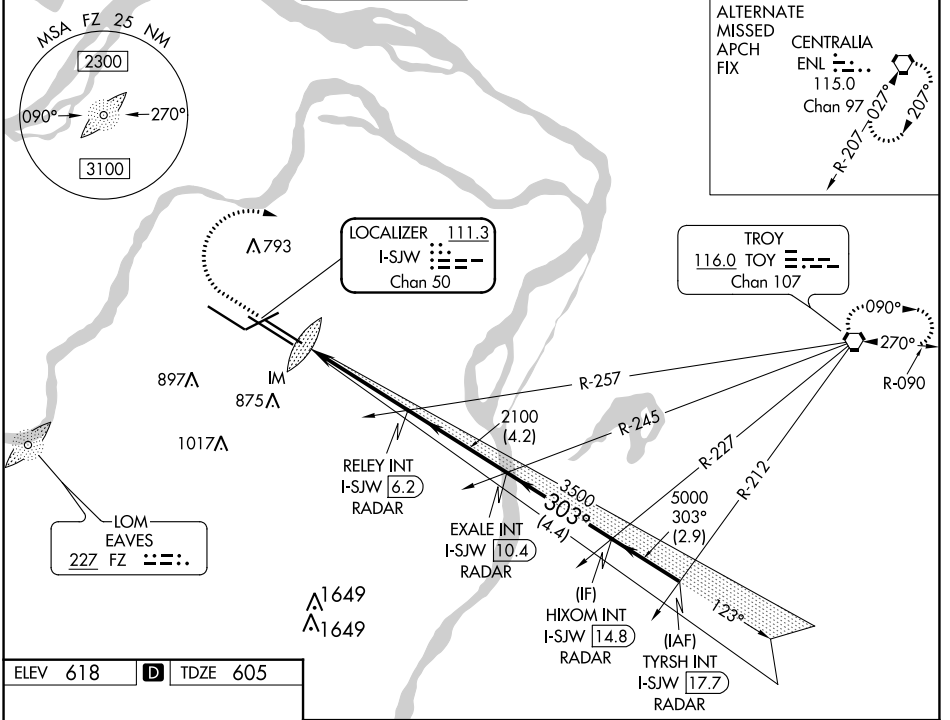 MSA FZ 25 NM
2300
090°
270°
3100
ALTERNATE
MISSED
APCH
FIX
CENTRALIA
ENL
115.0
Chan 97
R-207
027°
207°
793
LOCALIZER 111.3
I-SJW
Chan 50
TROY
116.0 TOY
Chan 107
090°
270°
R-090
897
IM
875
1017
R-257
R-245
R-227
R-212
2100
(4.2)
RELEY INT
I-SJW 6.2
RADAR
3500
303°
(4.4)
5000
303°
(2.9)
EXALE INT
I-SJW 10.4
RADAR
LOM
EAVES
227 FZ
(IF)
HIXOM INT
I-SJW 14.8
RADAR
123°
(IAF)
TYRSH INT
I-SJW 17.7
RADAR
1649
1649
ELEV 618 D TDZE 605